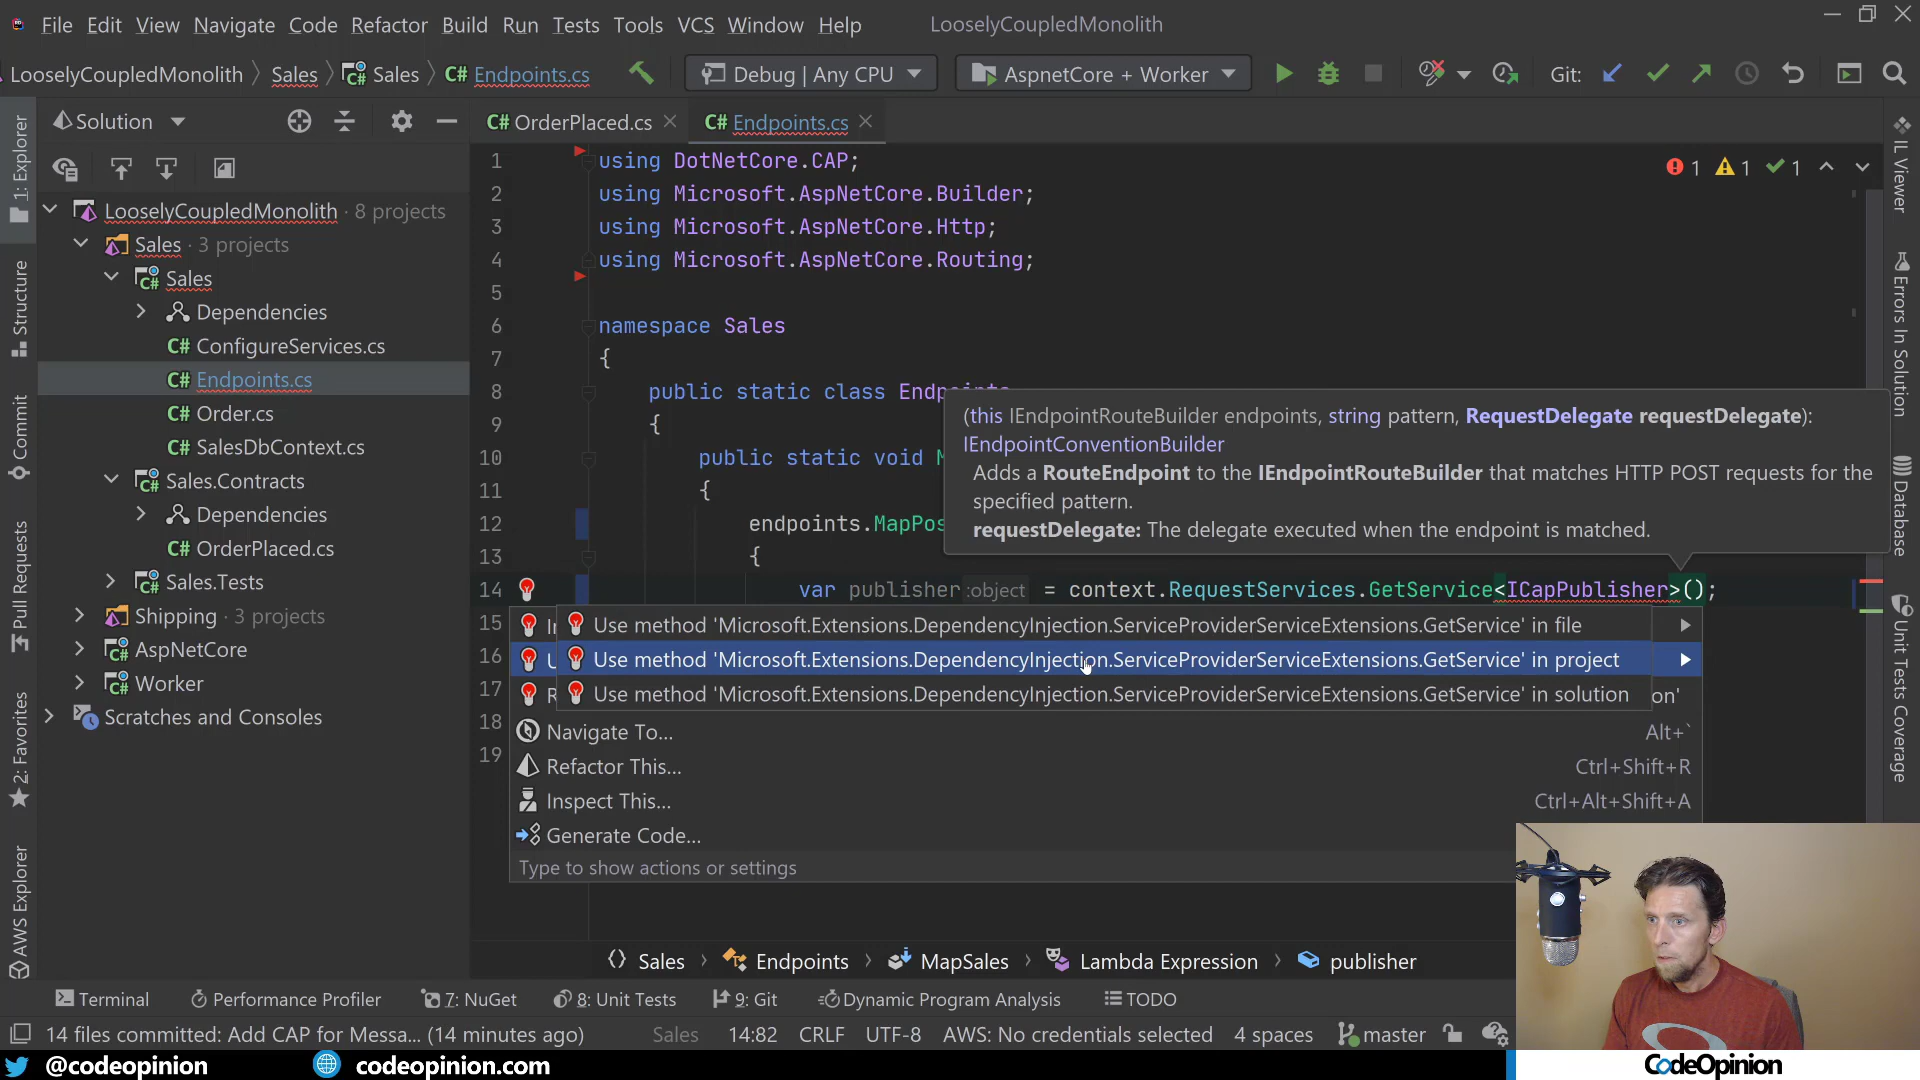 File Edit View Navigate Code Refactor Build Run Tests Tools VCS Window Help LooselyCoupledMonolith
LooselyCoupledMonolith Sales C# Sales C# Endpoints.cs Debug | Any CPU AspnetCore + Worker Git:
Solution
C# OrderPlaced.cs C# Endpoints.cs
LooselyCoupledMonolith · 8 projects
Sales · 3 projects
C# Sales
Dependencies
C# ConfigureServices.cs
C# Endpoints.cs
C# Order.cs
C# SalesDbContext.cs
C# Sales.Contracts
Dependencies
C# OrderPlaced.cs
C# Sales.Tests
Shipping · 3 projects
C# AspNetCore
C# Worker
Scratches and Consoles
1: Explorer
Structure
Commit
Pull Requests
2: Favorites
AWS Explorer
1 using DotNetCore.CAP;
2 using Microsoft.AspNetCore.Builder;
3 using Microsoft.AspNetCore.Http;
4 using Microsoft.AspNetCore.Routing;
5
6 namespace Sales
7 {
8 public static class Endpoints
9 {
10 public static void M
11 {
12 endpoints.MapPos
13 {
14 var publisher :object = context.RequestServices.GetService<ICapPublisher>();
15
16
17
18
19
1 1 1
(this IEndpointRouteBuilder endpoints, string pattern, RequestDelegate requestDelegate):
IEndpointConventionBuilder
Adds a RouteEndpoint to the IEndpointRouteBuilder that matches HTTP POST requests for the
specified pattern.
requestDelegate: The delegate executed when the endpoint is matched.
Use method 'Microsoft.Extensions.DependencyInjection.ServiceProviderServiceExtensions.GetService' in file
Use method 'Microsoft.Extensions.DependencyInjection.ServiceProviderServiceExtensions.GetService' in project
Use method 'Microsoft.Extensions.DependencyInjection.ServiceProviderServiceExtensions.GetService' in solution
on'
Navigate To... Alt+`
Refactor This... Ctrl+Shift+R
Inspect This... Ctrl+Alt+Shift+A
Generate Code...
Type to show actions or settings
IL Viewer
Errors In Solution
Database
Unit Tests Coverage
Sales Endpoints MapSales Lambda Expression publisher
Terminal Performance Profiler 7: NuGet 8: Unit Tests 9: Git Dynamic Program Analysis TODO
14 files committed: Add CAP for Messa... (14 minutes ago) Sales 14:82 CRLF UTF-8 AWS: No credentials selected 4 spaces master
@codeopinion codeopinion.com CodeOpinion